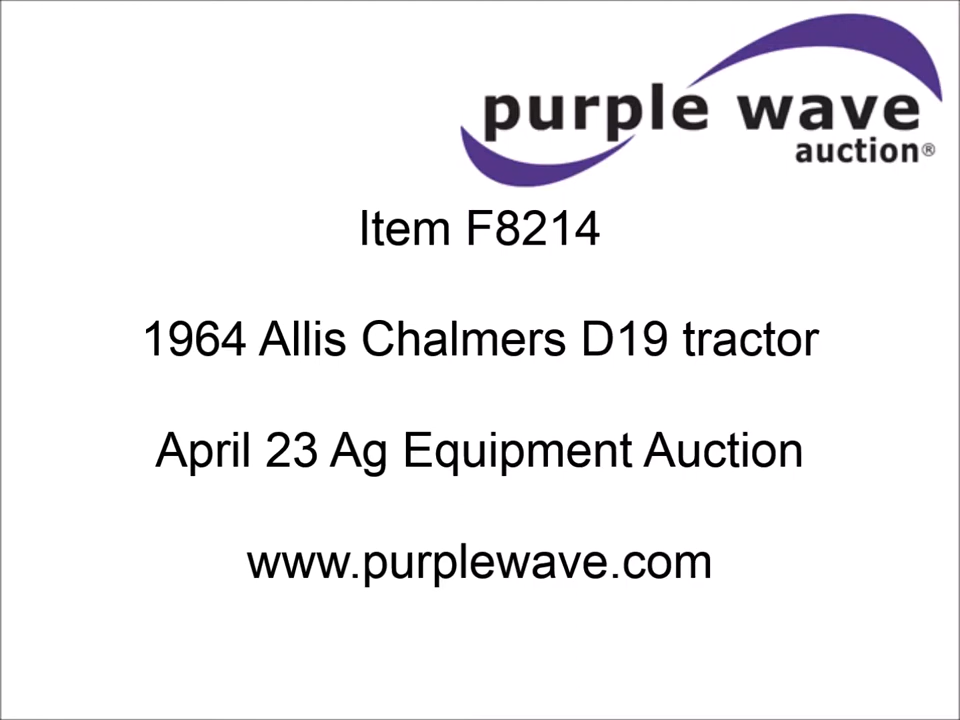 purple wave
auction®
Item F8214
1964 Allis Chalmers D19 tractor
April 23 Ag Equipment Auction
www.purplewave.com